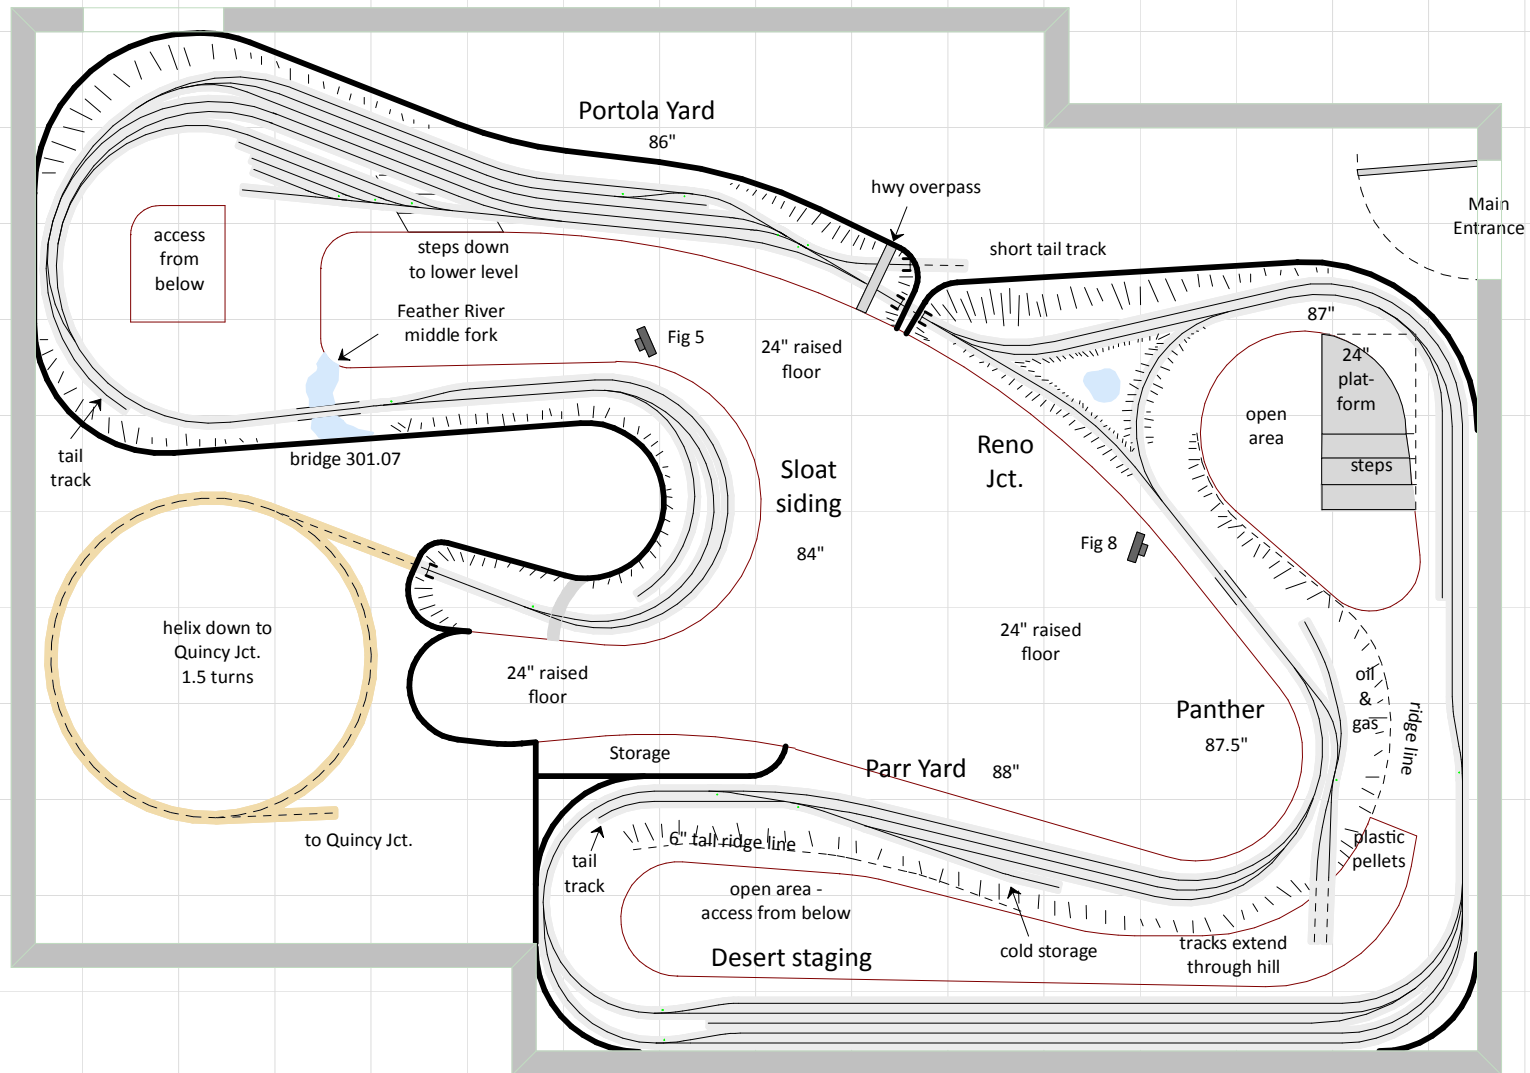 Portola Yard
86"
hwy overpass
Main
Entrance
short tail track
access
from
below
steps down
to lower level
Feather River
middle fork
Fig 5
24" raised
floor
87"
24"
plat-
form
open
area
steps
Reno
Jct.
tail
track
bridge 301.07
Sloat
siding
84"
Fig 8
helix down to
Quincy Jct.
1.5 turns
24" raised
floor
24" raised
floor
oil
&
gas
ridge line
Panther
87.5"
Storage
Parr Yard 88"
to Quincy Jct.
6" tall ridge line
tail
track
plastic
pellets
open area -
access from below
cold storage
tracks extend
through hill
Desert staging